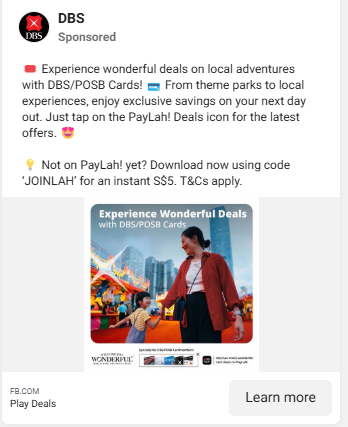 DBS
DBS
Sponsored
🎟️ Experience wonderful deals on local adventures
with DBS/POSB Cards! 💳 From theme parks to local
experiences, enjoy exclusive savings on your next day
out. Just tap on the PayLah! Deals icon for the latest
offers. 😍
💡 Not on PayLah! yet? Download now using code
‘JOINLAH’ for an instant S$5. T&Cs apply.
Experience Wonderful Deals
with DBS/POSB Cards
WONDERFUL
FB.COM
Play Deals
Learn more